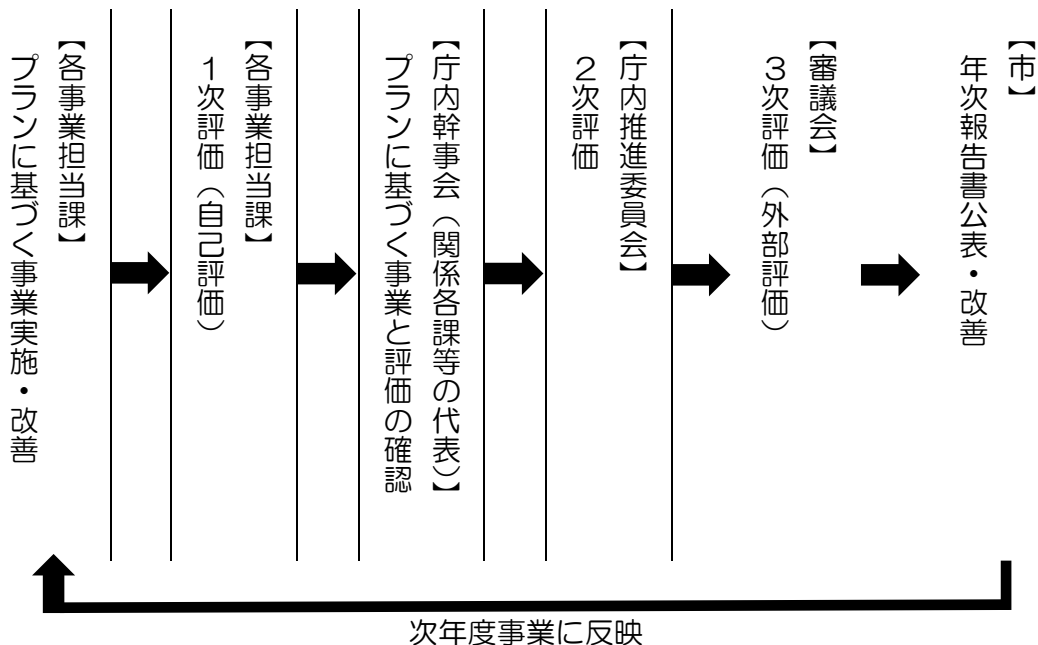 【各事業担当課】
プランに基づく事業実施・改善
【各事業担当課】
１次評価（自己評価）
【庁内幹事会（関係各課等の代表）】
プランに基づく事業と評価の確認
【庁内推進委員会】
２次評価
【審議会】
３次評価（外部評価）
【市】
年次報告書公表・改善
次年度事業に反映